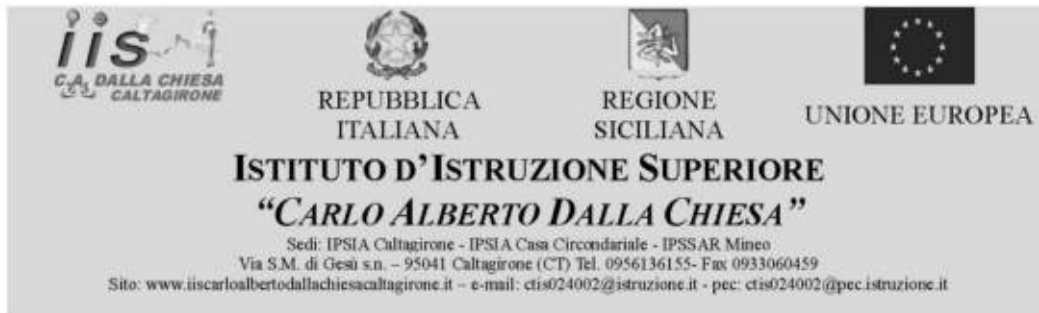 iis
C.A. DALLA CHIESA
CALTAGIRONE
REPUBBLICA
ITALIANA
REGIONE
SICILIANA
UNIONE EUROPEA
ISTITUTO D'ISTRUZIONE SUPERIORE
“CARLO ALBERTO DALLA CHIESA”
Sedi: IPSIA Caltagirone - IPSIA Casa Circondariale - IPSSAR Mineo
Via S.M. di Gesù s.n. – 95041 Caltagirone (CT) Tel. 0956136155- Fax 0933060459
Sito: www.iiscarloalbertodallachiesacaltagirone.it – e-mail: ctis024002@istruzione.it - pec: ctis024002@pec.istruzione.it